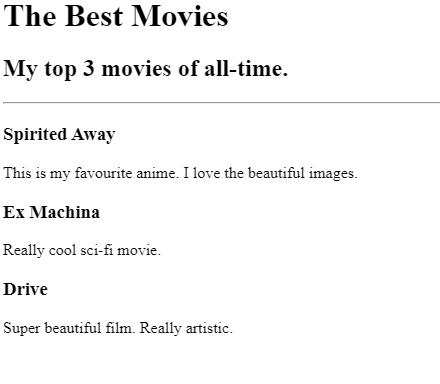 The Best Movies
My top 3 movies of all-time.
Spirited Away
This is my favourite anime. I love the beautiful images.
Ex Machina
Really cool sci-fi movie.
Drive
Super beautiful film. Really artistic.